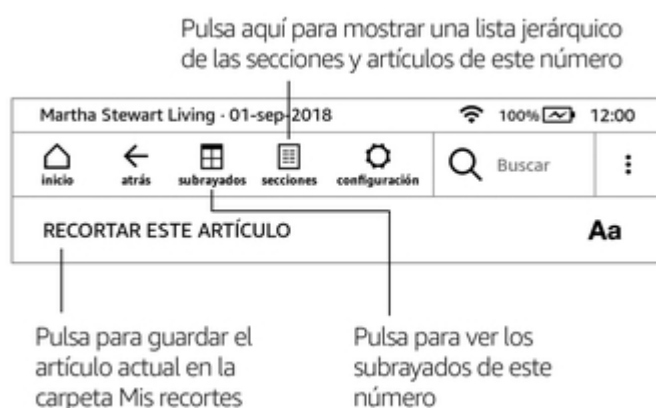 Pulsa aquí para mostrar una lista jerárquico
de las secciones y artículos de este número
Martha Stewart Living - 01-sep-2018 100% 12:00
inicio atrás subrayados secciones configuración Buscar
RECORTAR ESTE ARTÍCULO Aa
Pulsa para guardar el
artículo actual en la
carpeta Mis recortes
Pulsa para ver los
subrayados de este
número